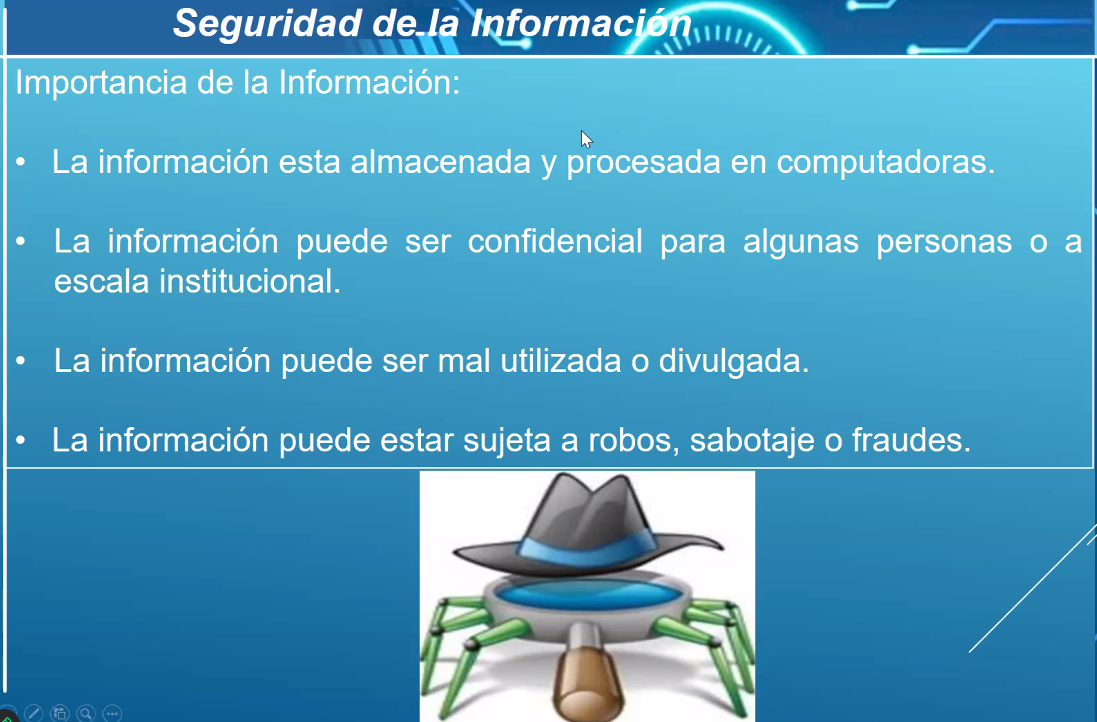 Seguridad de la Información
Importancia de la Información:
• La información esta almacenada y procesada en computadoras.
• La información puede ser confidencial para algunas personas o a
escala institucional.
• La información puede ser mal utilizada o divulgada.
• La información puede estar sujeta a robos, sabotaje o fraudes.